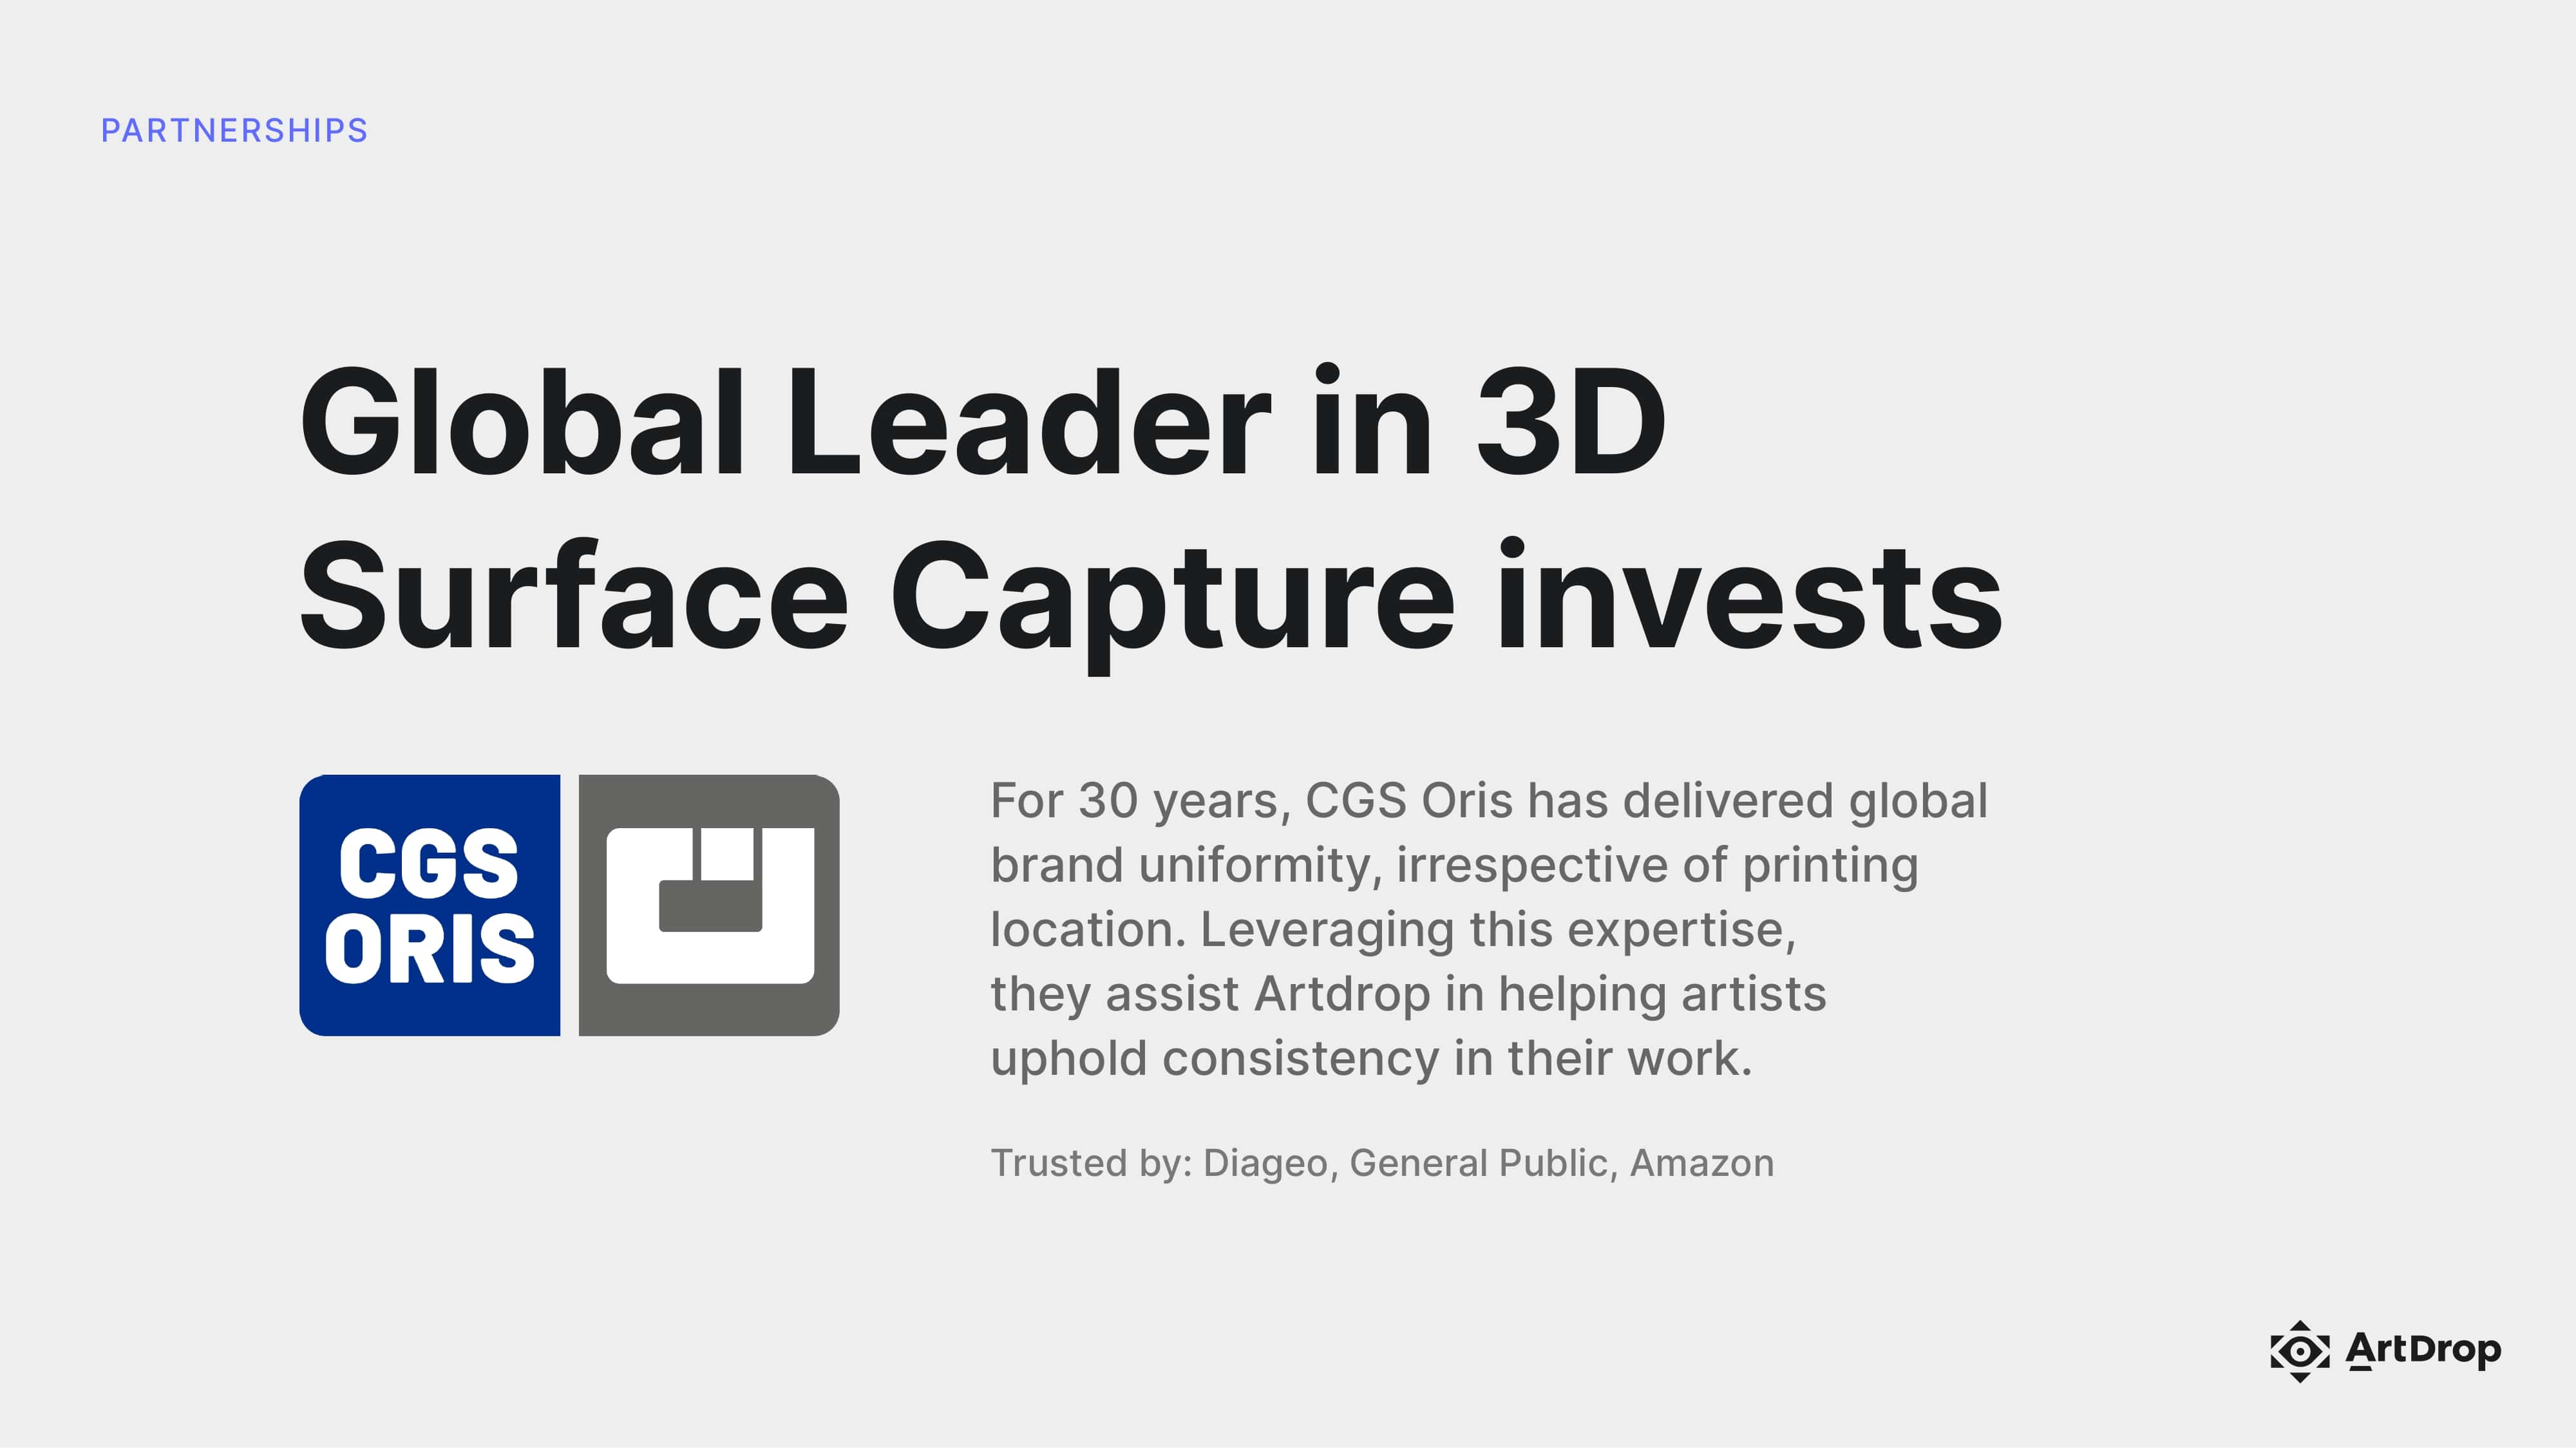 PARTNERSHIPS
Global Leader in 3D
Surface Capture invests
CGS
ORIS
For 30 years, CGS Oris has delivered global
brand uniformity, irrespective of printing
location. Leveraging this expertise,
they assist Artdrop in helping artists
uphold consistency in their work.
Trusted by: Diageo, General Public, Amazon
ArtDrop